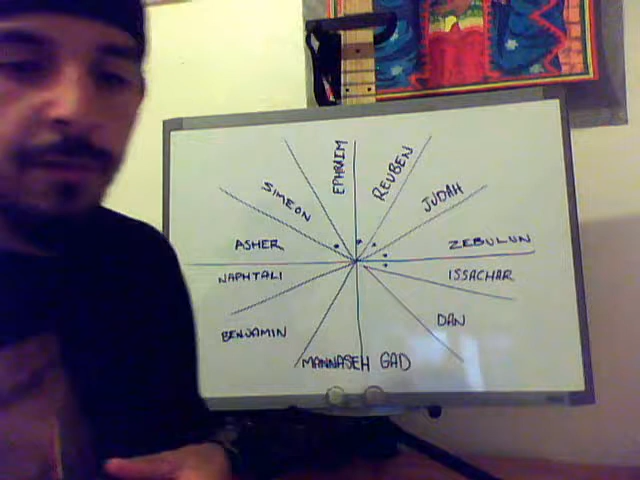 EPHRAIM
REUBEN
SIMEON
JUDAH
ASHER
ZEBULUN
NAPHTALI
ISSACHAR
BENJAMIN
DAN
MANNASEH GAD